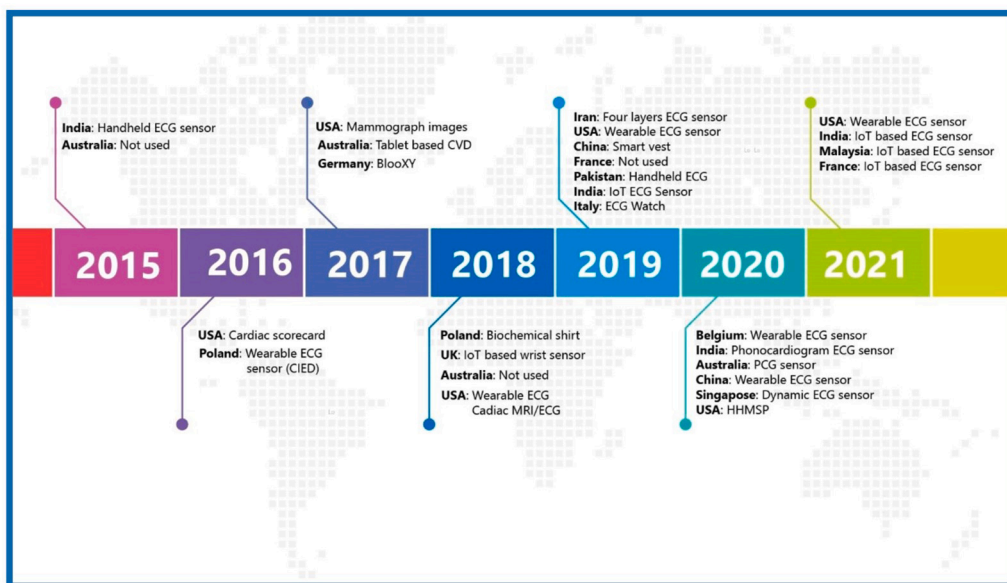 India: Handheld ECG sensor
Australia: Not used
USA: Mammograph images
Australia: Tablet based CVD
Germany: BlooXY
Iran: Four layers ECG sensor
USA: Wearable ECG sensor
China: Smart vest
France: Not used
Pakistan: Handheld ECG
India: IoT ECG Sensor
Italy: ECG Watch
USA: Wearable ECG sensor
India: IoT based ECG sensor
Malaysia: IoT based ECG sensor
France: IoT based ECG sensor
2015
2016
2017
2018
2019
2020
2021
USA: Cardiac scorecard
Poland: Wearable ECG
sensor (CIED)
Poland: Biochemical shirt
UK: IoT based wrist sensor
Australia: Not used
USA: Wearable ECG
Cadiac MRI/ECG
Belgium: Wearable ECG sensor
India: Phonocardiogram ECG sensor
Australia: PCG sensor
China: Wearable ECG sensor
Singapose: Dynamic ECG sensor
USA: HHMSP